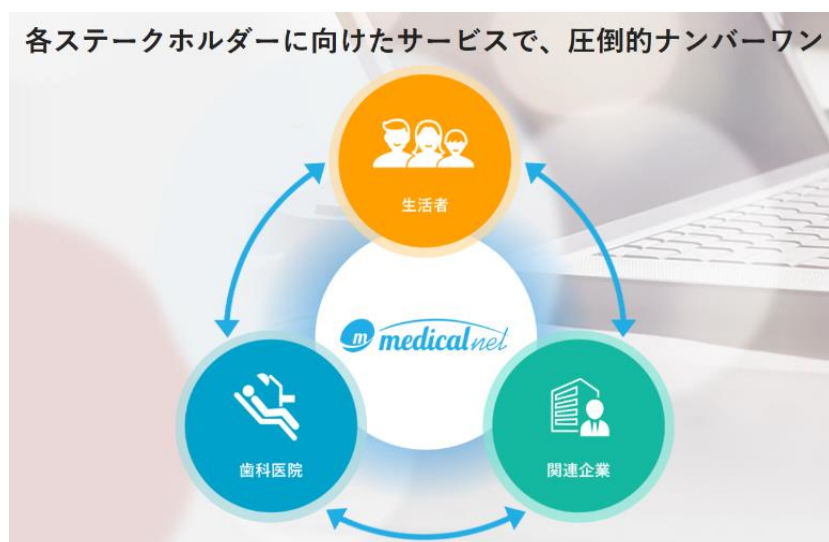 各ステークホルダーに向けたサービスで、圧倒的ナンバーワン
生活者
m medicalnet
歯科医院
関連企業